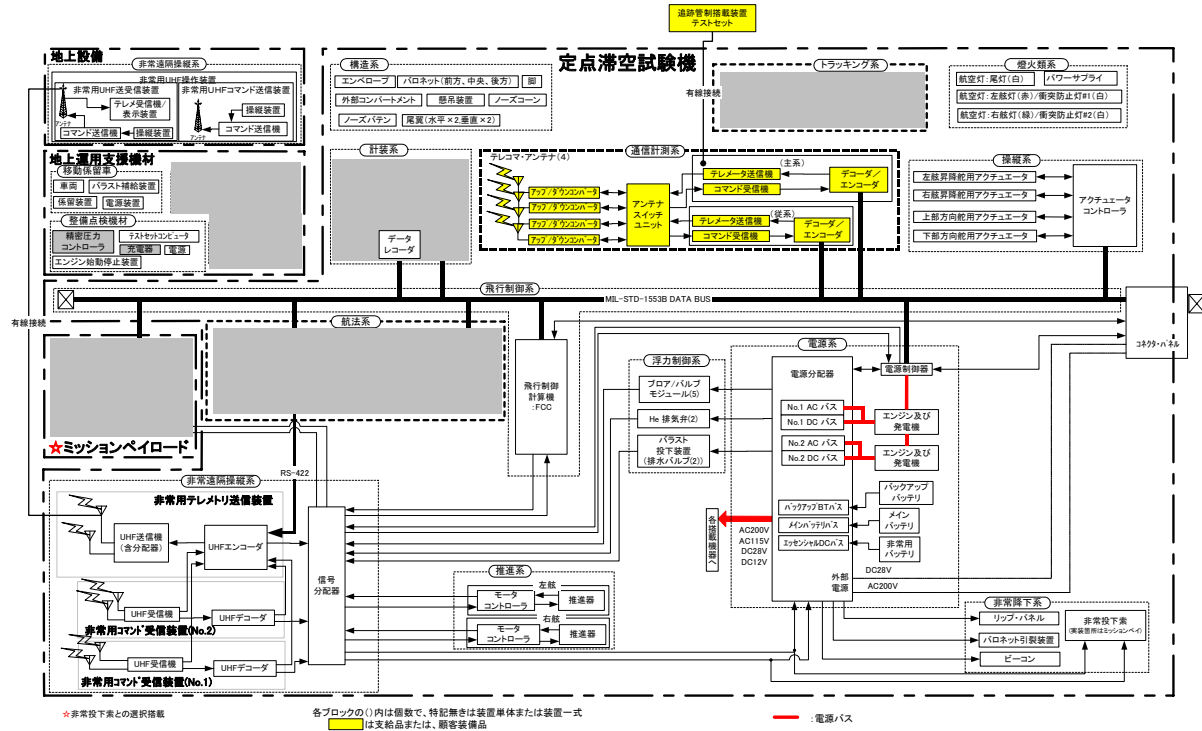 追跡管制搭載装置
テストセット
地上設備
非常遠隔操縦系
非常用UHF操作装置
非常用UHF送受信装置
テレメ受信機/
表示装置
アンテナ
コマンド送信機
操縦装置
非常用UHFコマンド送信装置
操縦装置
アンテナ
コマンド送信機
地上運用支援機材
移動係留車
車両
バラスト補給装置
係留装置
電源装置
整備点検機材
精密圧力
コントローラ
テストセットコンピュータ
充電器
電源
エンジン始動停止装置
定点滞空試験機
構造系
エンベロープ
バロネット(前方、中央、後方)
脚
外部コンパートメント
懸吊装置
ノーズコーン
ノーズバテン
尾翼(水平×2,垂直×2)
有線接続
トラッキング系
燈火類系
航空灯:尾灯(白)
パワーサプライ
航空灯:左舷灯(赤)/衝突防止灯#1(白)
航空灯:右舷灯(緑)/衝突防止灯#2(白)
計装系
データ
レコーダ
通信計測系
テレコマ・アンテナ(4)
アップ/ダウンコンバータ
アップ/ダウンコンバータ
アップ/ダウンコンバータ
アップ/ダウンコンバータ
アンテナ
スイッチ
ユニット
(主系)
テレメータ送信機
コマンド受信機
デコーダ/
エンコーダ
(従系)
テレメータ送信機
コマンド受信機
デコーダ/
エンコーダ
操縦系
左舷昇降舵用アクチュエータ
右舷昇降舵用アクチュエータ
上部方向舵用アクチュエータ
下部方向舵用アクチュエータ
アクチュエータ
コントローラ
飛行制御系
MIL-STD-1553B DATA BUS
有線接続
コネクタ・パネル
航法系
☆ミッションペイロード
飛行制御
計算機
:FCC
浮力制御系
ブロア/バルブ
モジュール(5)
He 排気弁(2)
バラスト
投下装置
(排水バルブ(2))
電源系
電源分配器
電源制御器
No.1 AC バス
No.1 DC バス
No.2 AC バス
No.2 DC バス
エンジン及び
発電機
エンジン及び
発電機
バックアップBTバス
メインバッテリバス
エッセンシャルDCバス
バックアップ
バッテリ
メイン
バッテリ
非常用
バッテリ
各搭載機器へ
AC200V
AC115V
DC28V
DC12V
外部
電源
DC28V
AC200V
RS-422
非常遠隔操縦系
非常用テレメトリ送信装置
UHF送信機
(含分配器)
UHFエンコーダ
UHF受信機
UHFデコーダ
非常用コマンド受信装置(No.2)
UHF受信機
UHFデコーダ
非常用コマンド受信装置(No.1)
信号
分配器
推進系
左舷
モータ
コントローラ
推進器
右舷
モータ
コントローラ
推進器
非常降下系
リップ・パネル
バロネット引裂装置
ビーコン
非常投下索
(実装箇所はミッションペイ)
☆非常投下索との選択搭載
各ブロックの()内は個数で、特記無きは装置単体または装置一式
は支給品または、顧客装備品
:電源バス